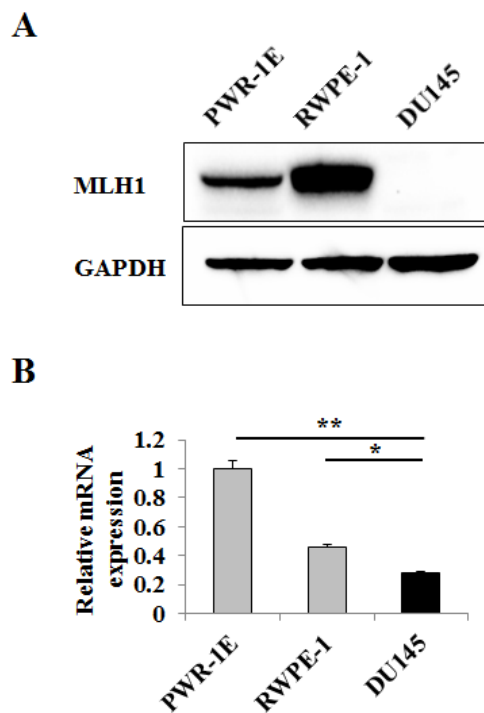 A
PWR-1E RWPE-1 DU145
MLH1
GAPDH
B
**
*
Relative mRNA
expression
1.2
1
0.8
0.6
0.4
0.2
0
PWR-1E RWPE-1 DU145